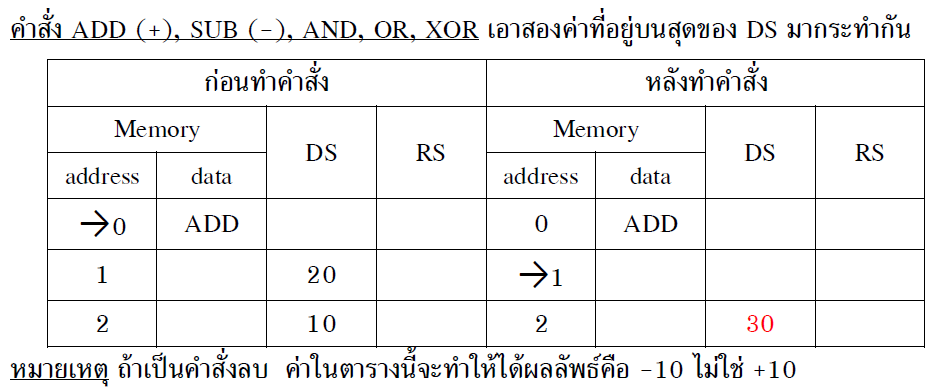 คำสั่ง ADD (+), SUB (-), AND, OR, XOR เอาสองค่าที่อยู่บนสุดของ DS มากระทำกัน
ก่อนทำคำสั่ง หลังทำคำสั่ง
Memory DS RS Memory DS RS
address data address data
→0 ADD 0 ADD
1 20 →1
2 10 2 30
หมายเหตุ ถ้าเป็นคำสั่งลบ ค่าในตารางนี้จะทำให้ได้ผลลัพธ์คือ -10 ไม่ใช่ +10